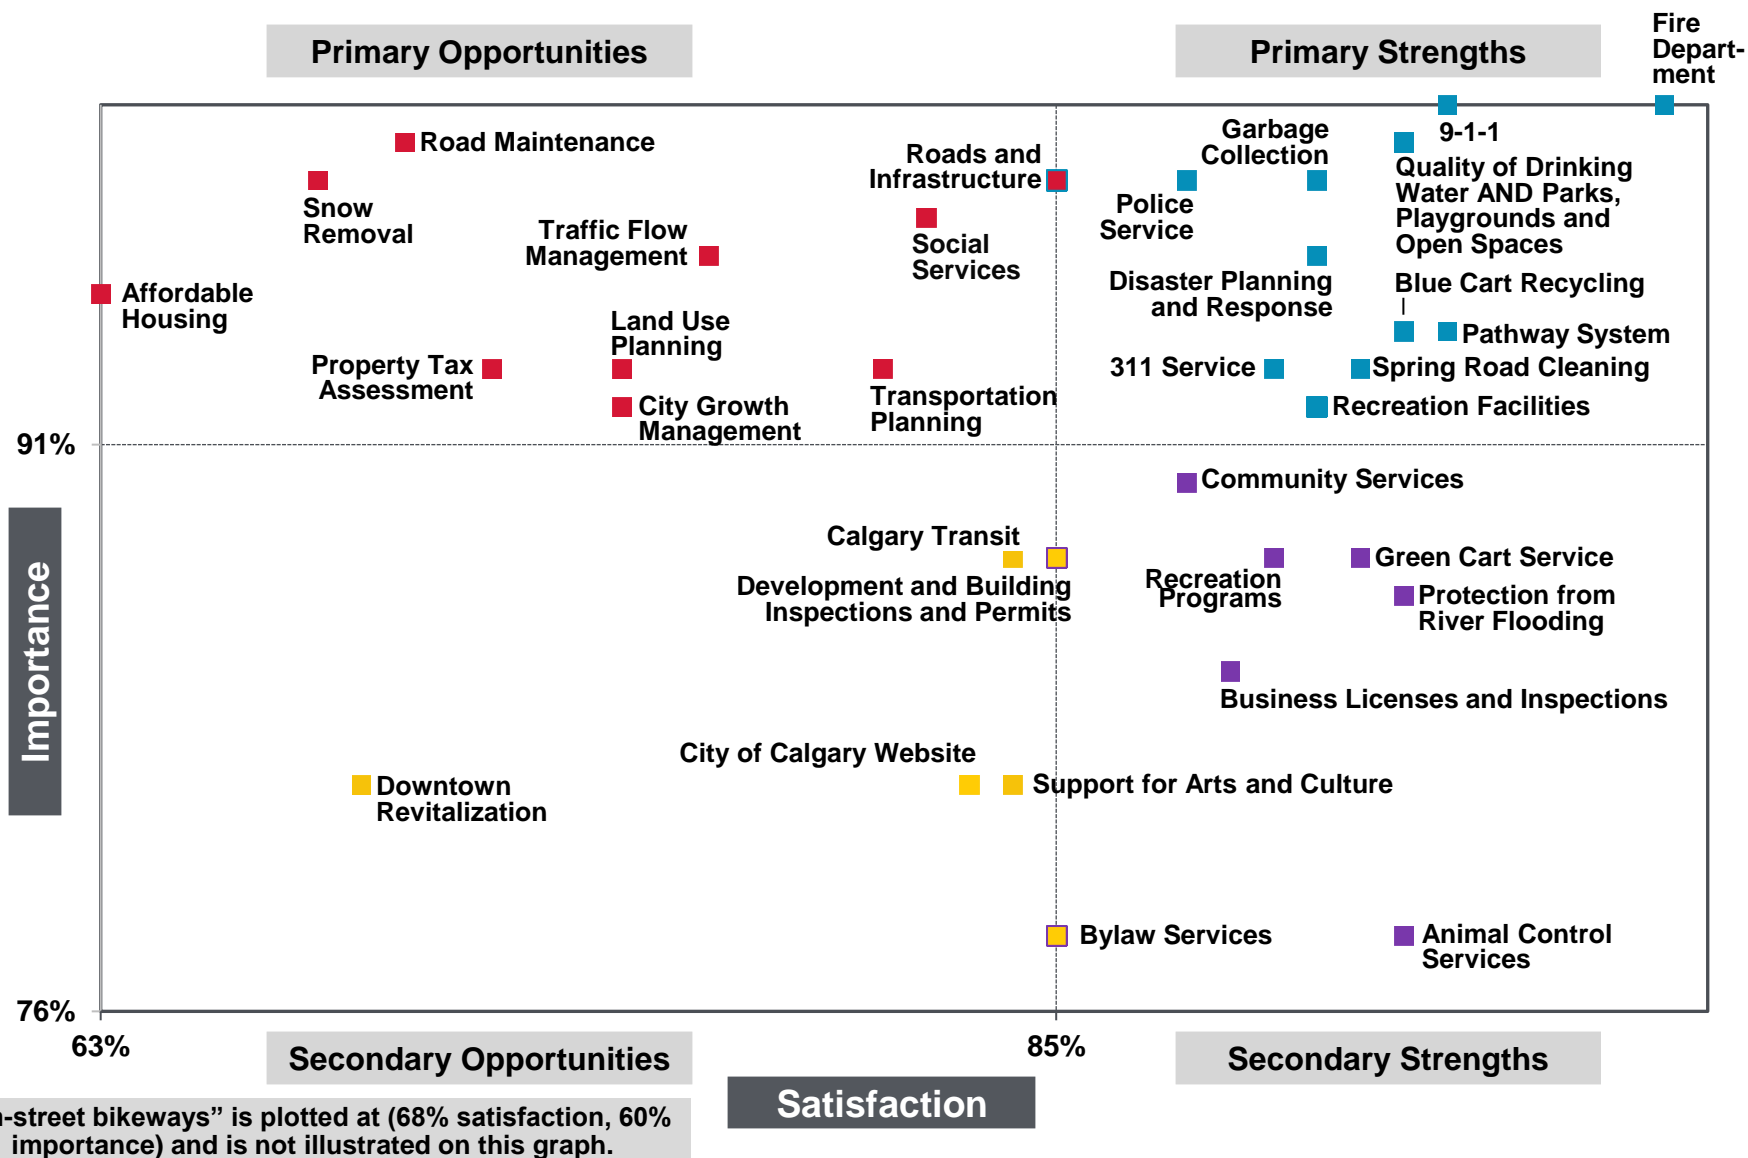 Primary Opportunities
Primary Strengths
Fire
Depart-
ment
Road Maintenance
Snow
Removal
Affordable
Housing
Traffic Flow
Management
Land Use
Planning
Property Tax
Assessment
City Growth
Management
Roads and
Infrastructure
Social
Services
Transportation
Planning
Garbage
Collection
Police
Service
9-1-1
Quality of Drinking
Water AND Parks,
Playgrounds and
Open Spaces
Disaster Planning
and Response
Blue Cart Recycling
Pathway System
311 Service
Spring Road Cleaning
Recreation Facilities
91%
Community Services
Calgary Transit
Development and Building
Inspections and Permits
Recreation
Programs
Green Cart Service
Protection from
River Flooding
Business Licenses and Inspections
Importance
City of Calgary Website
Downtown
Revitalization
Support for Arts and Culture
Bylaw Services
Animal Control
Services
76%
63%
85%
Secondary Opportunities
Secondary Strengths
Satisfaction
-street bikeways” is plotted at (68% satisfaction, 60%
importance) and is not illustrated on this graph.